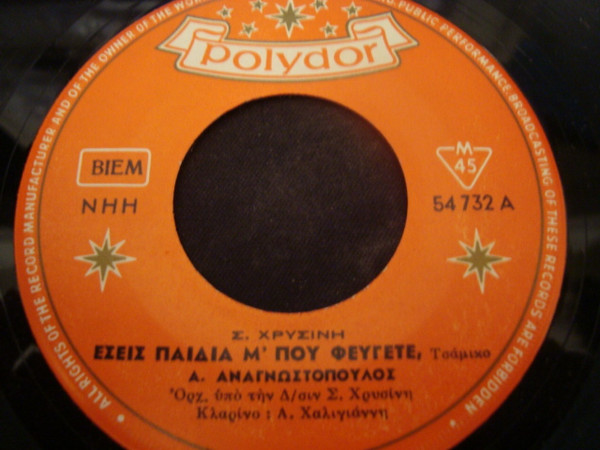 polydor
BIEM
M
45
NHH
54 732 A
Σ. ΧΡΥΣΙΝΗ
ΕΣΕΙΣ ΠΑΙΔΙΑ Μ' ΠΟΥ ΦΕΥΓΕΤΕ, Τσάμικο
Α. ΑΝΑΓΝΩΣΤΟΠΟΥΛΟΣ
Ὀρχ. ὑπὸ τὴν Δ/σιν Σ. Χρυσίνη
Κλαρίνο : Λ. Χαλιγιάννη
ALL RIGHTS OF THE RECORD MANUFACTURER AND OF THE OWNER OF THE
PUBLIC PERFORMANCE BROADCASTING OF THESE RECORDS ARE FORBIDDEN